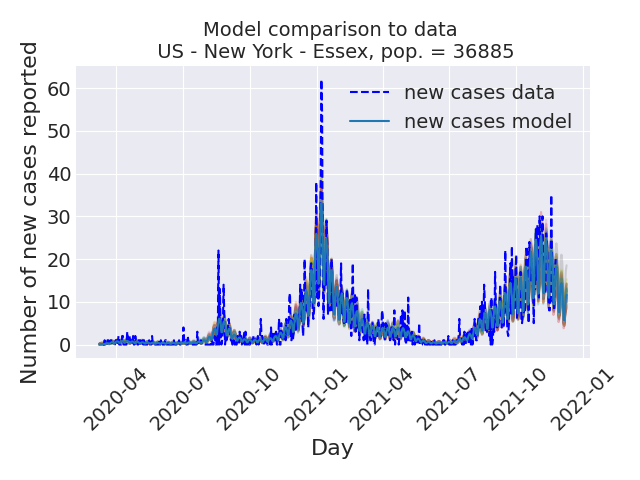 Model comparison to data
US - New York - Essex, pop. = 36885
Number of new cases reported
60
50
40
30
20
10
0
new cases data
new cases model
2020-04
2020-07
2020-10
2021-01
2021-04
2021-07
2021-10
2022-01
Day